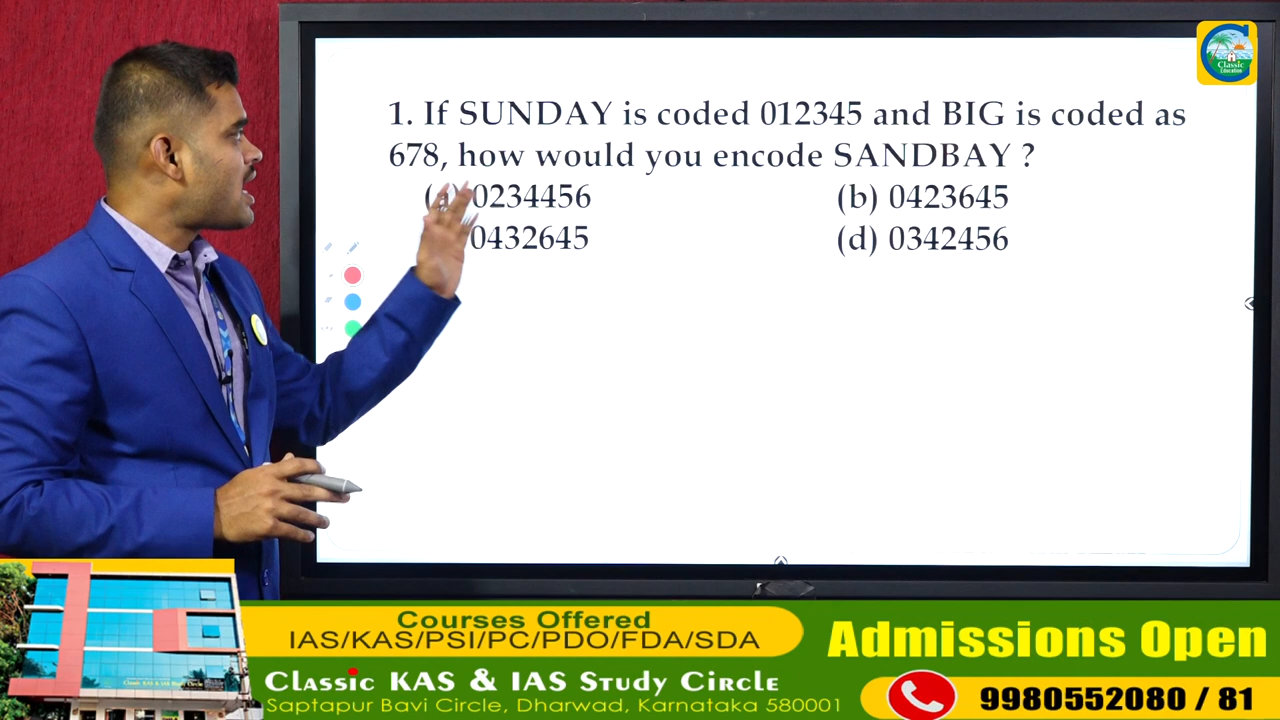 Classic
Education
1. If SUNDAY is coded 012345 and BIG is coded as
678, how would you encode SANDBAY ?
(a) 0234456 (b) 0423645
0432645 (d) 0342456
Courses Offered
IAS/KAS/PSI/PC/PDO/FDA/SDA
Admissions Open
Classic KAS & IAS Study Circle
Saptapur Bavi Circle, Dharwad, Karnataka 580001
9980552080 / 81